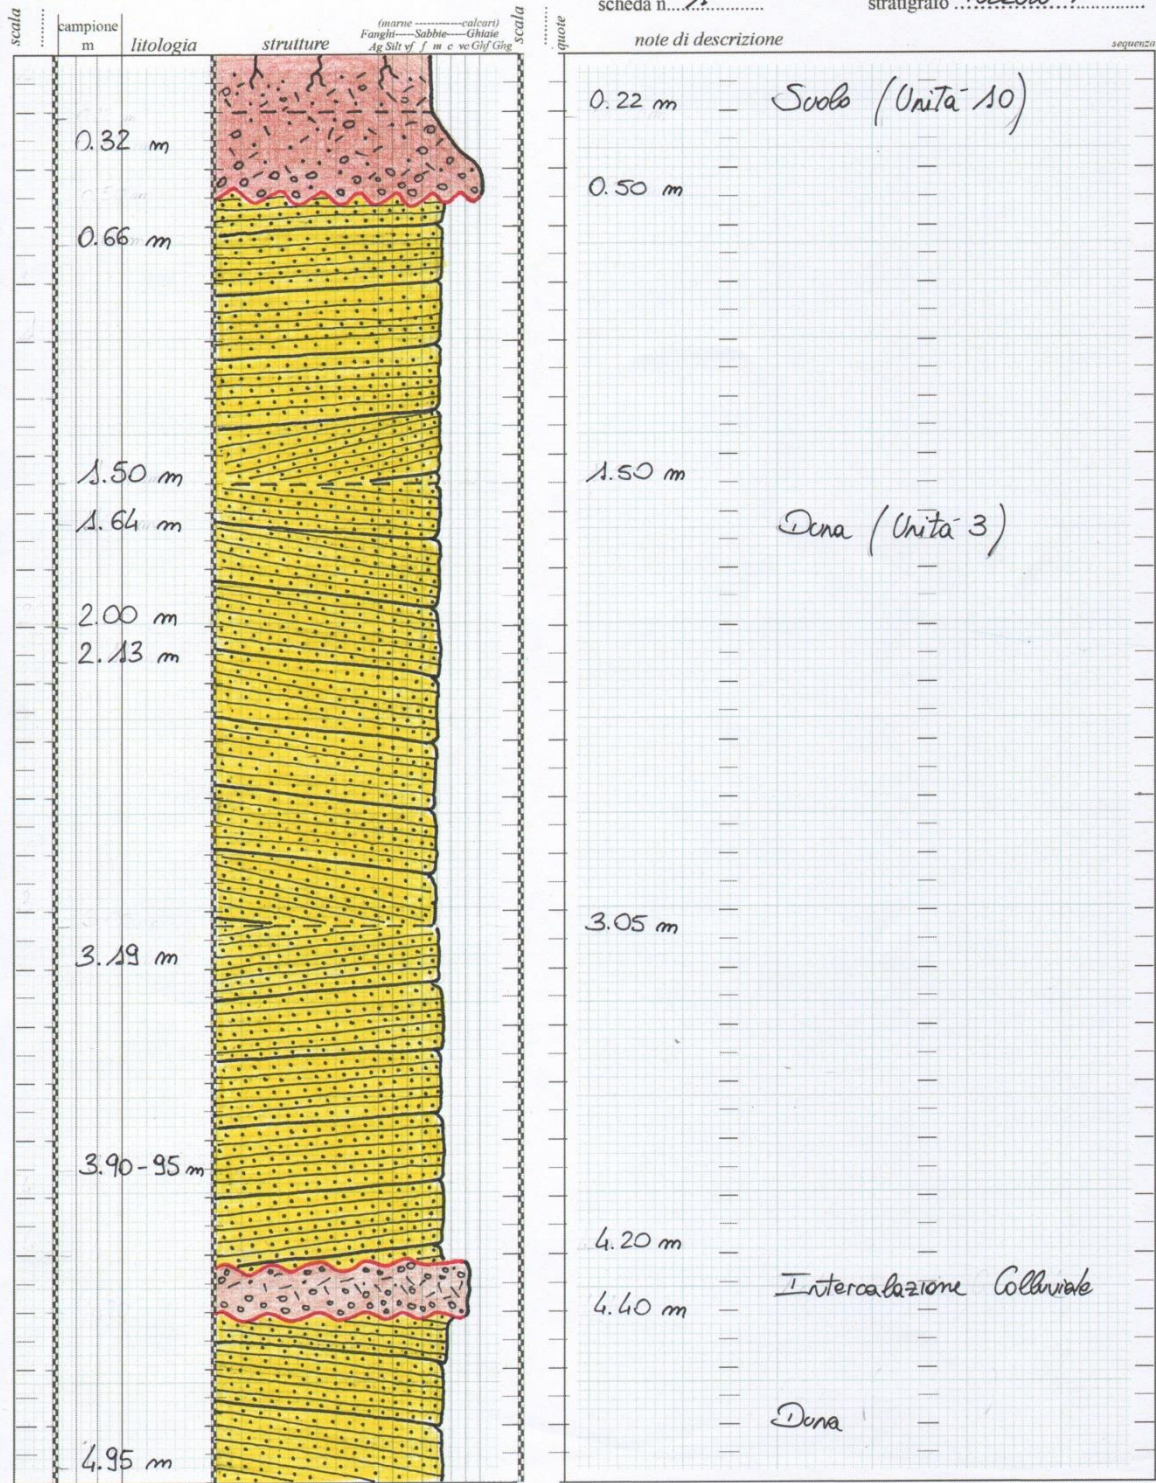 scheda n. 1.
stratigrafo
scala
campione
m
litologia
strutture
(marne ------------calcari)
Fanghi-----Sabbie-----Ghiaie
Ag Silt vf f m c vc Ghf Ghg
scala
quote
note di descrizione
sequenza
0.22 m Suolo (Unità 10)
0.32 m
0.50 m
0.66 m
1.50 m 1.50 m
1.64 m Duna (Unità 3)
2.00 m
2.13 m
3.05 m
3.19 m
3.90-95 m
4.20 m
Intercalazione Colluviale
4.40 m
Duna
4.95 m